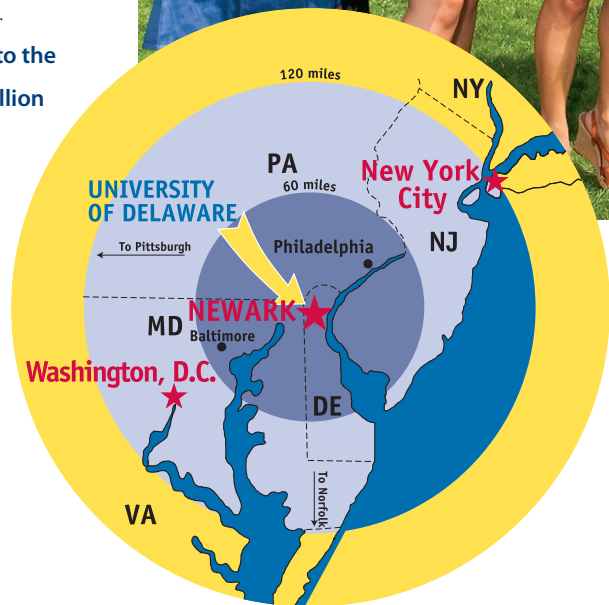 to the
llion
120 miles
NY
PA
60 miles
New York
City
UNIVERSITY
OF DELAWARE
Philadelphia
NJ
To Pittsburgh
NEWARK
MD
Baltimore
Washington, D.C.
DE
To Norfolk
VA